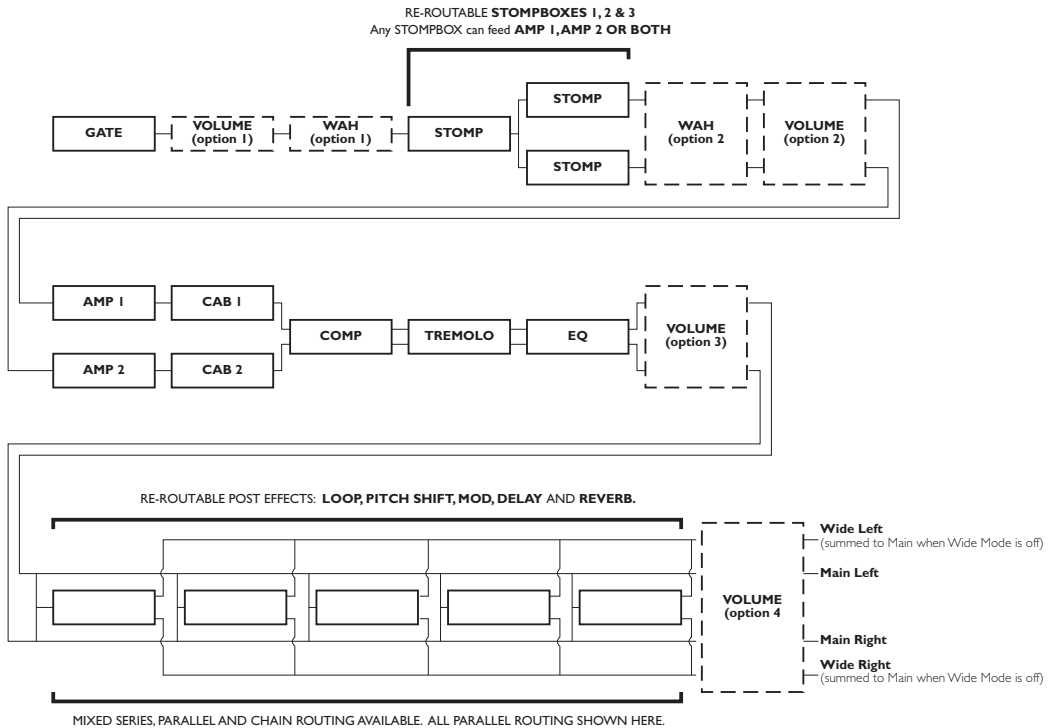 RE-ROUTABLE STOMPBOXES 1, 2 & 3
Any STOMPBOX can feed AMP 1, AMP 2 OR BOTH
STOMP
GATE
VOLUME
(option 1)
WAH
(option 1)
STOMP
WAH
(option 2
VOLUME
(option 2)
STOMP
AMP 1
CAB 1
COMP
TREMOLO
EQ
VOLUME
(option 3)
AMP 2
CAB 2
RE-ROUTABLE POST EFFECTS: LOOP, PITCH SHIFT, MOD, DELAY AND REVERB.
Wide Left
(summed to Main when Wide Mode is off)
Main Left
VOLUME
(option 4
Main Right
Wide Right
(summed to Main when Wide Mode is off)
MIXED SERIES, PARALLEL AND CHAIN ROUTING AVAILABLE. ALL PARALLEL ROUTING SHOWN HERE.